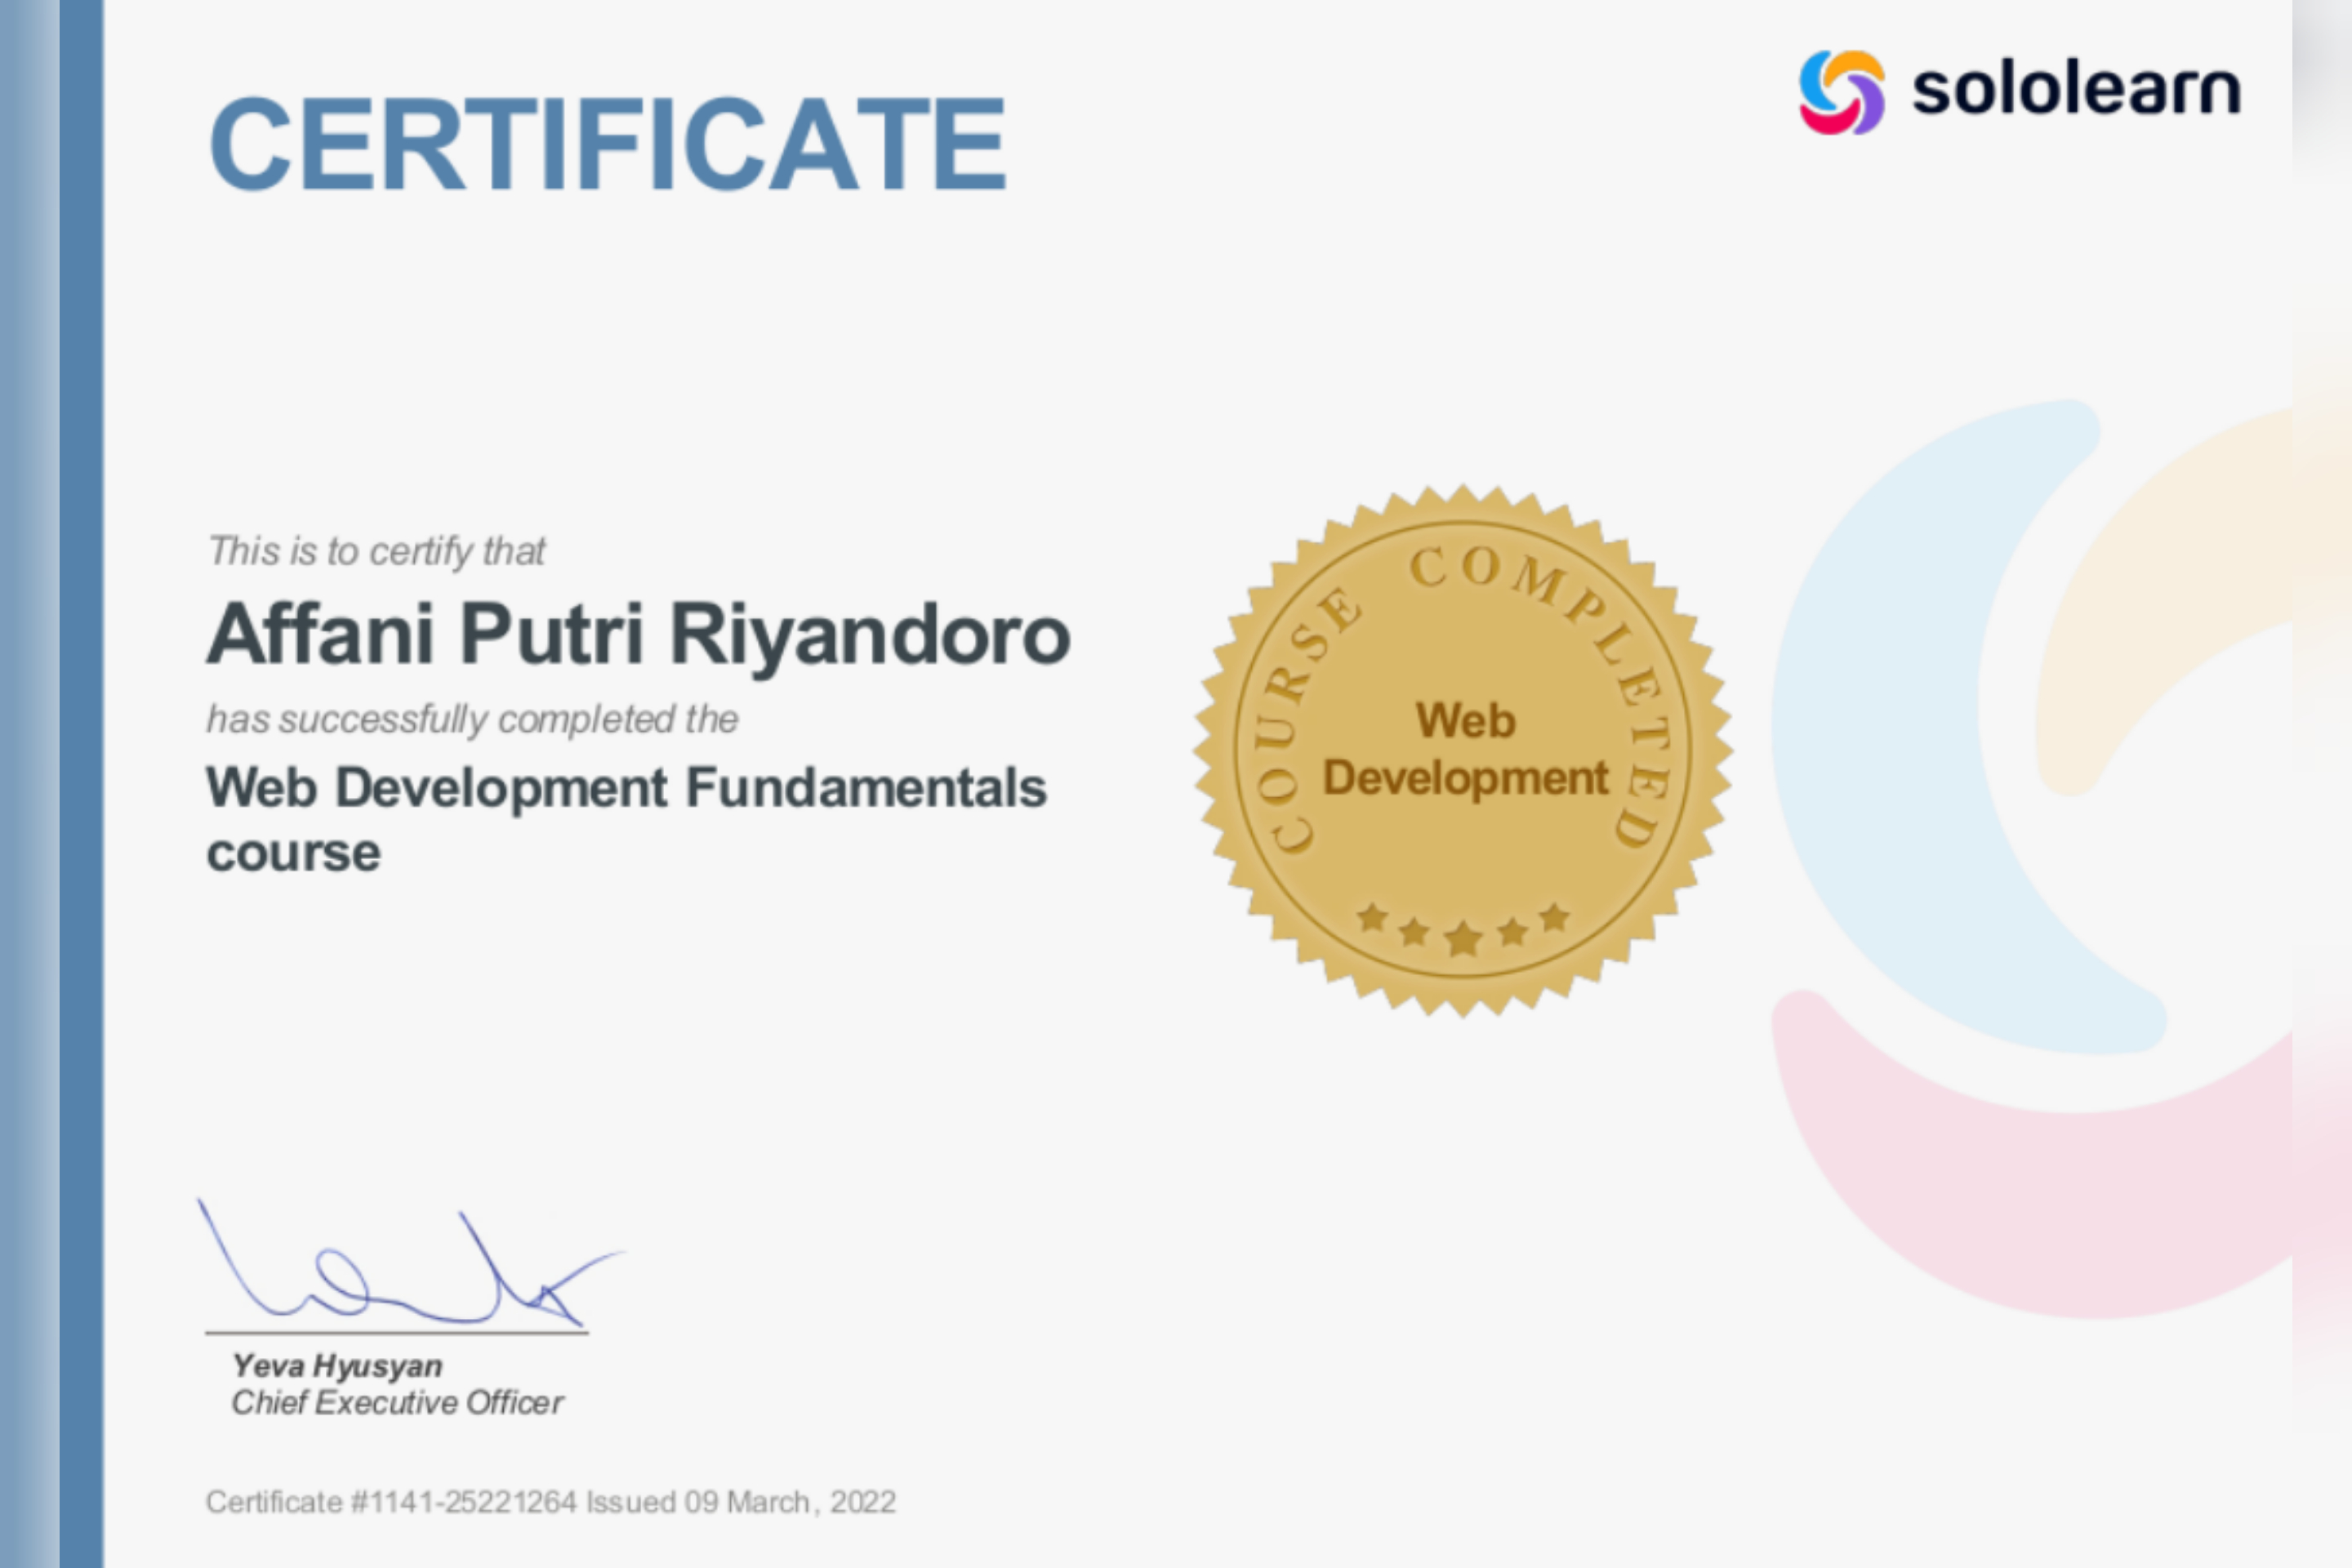 CERTIFICATE
sololearn
This is to certify that
Affani Putri Riyandoro
has successfully completed the
Web Development Fundamentals
course
COURSE COMPLETED
Web
Development
Yeva Hyusyan
Chief Executive Officer
Certificate #1141-25221264 Issued 09 March, 2022